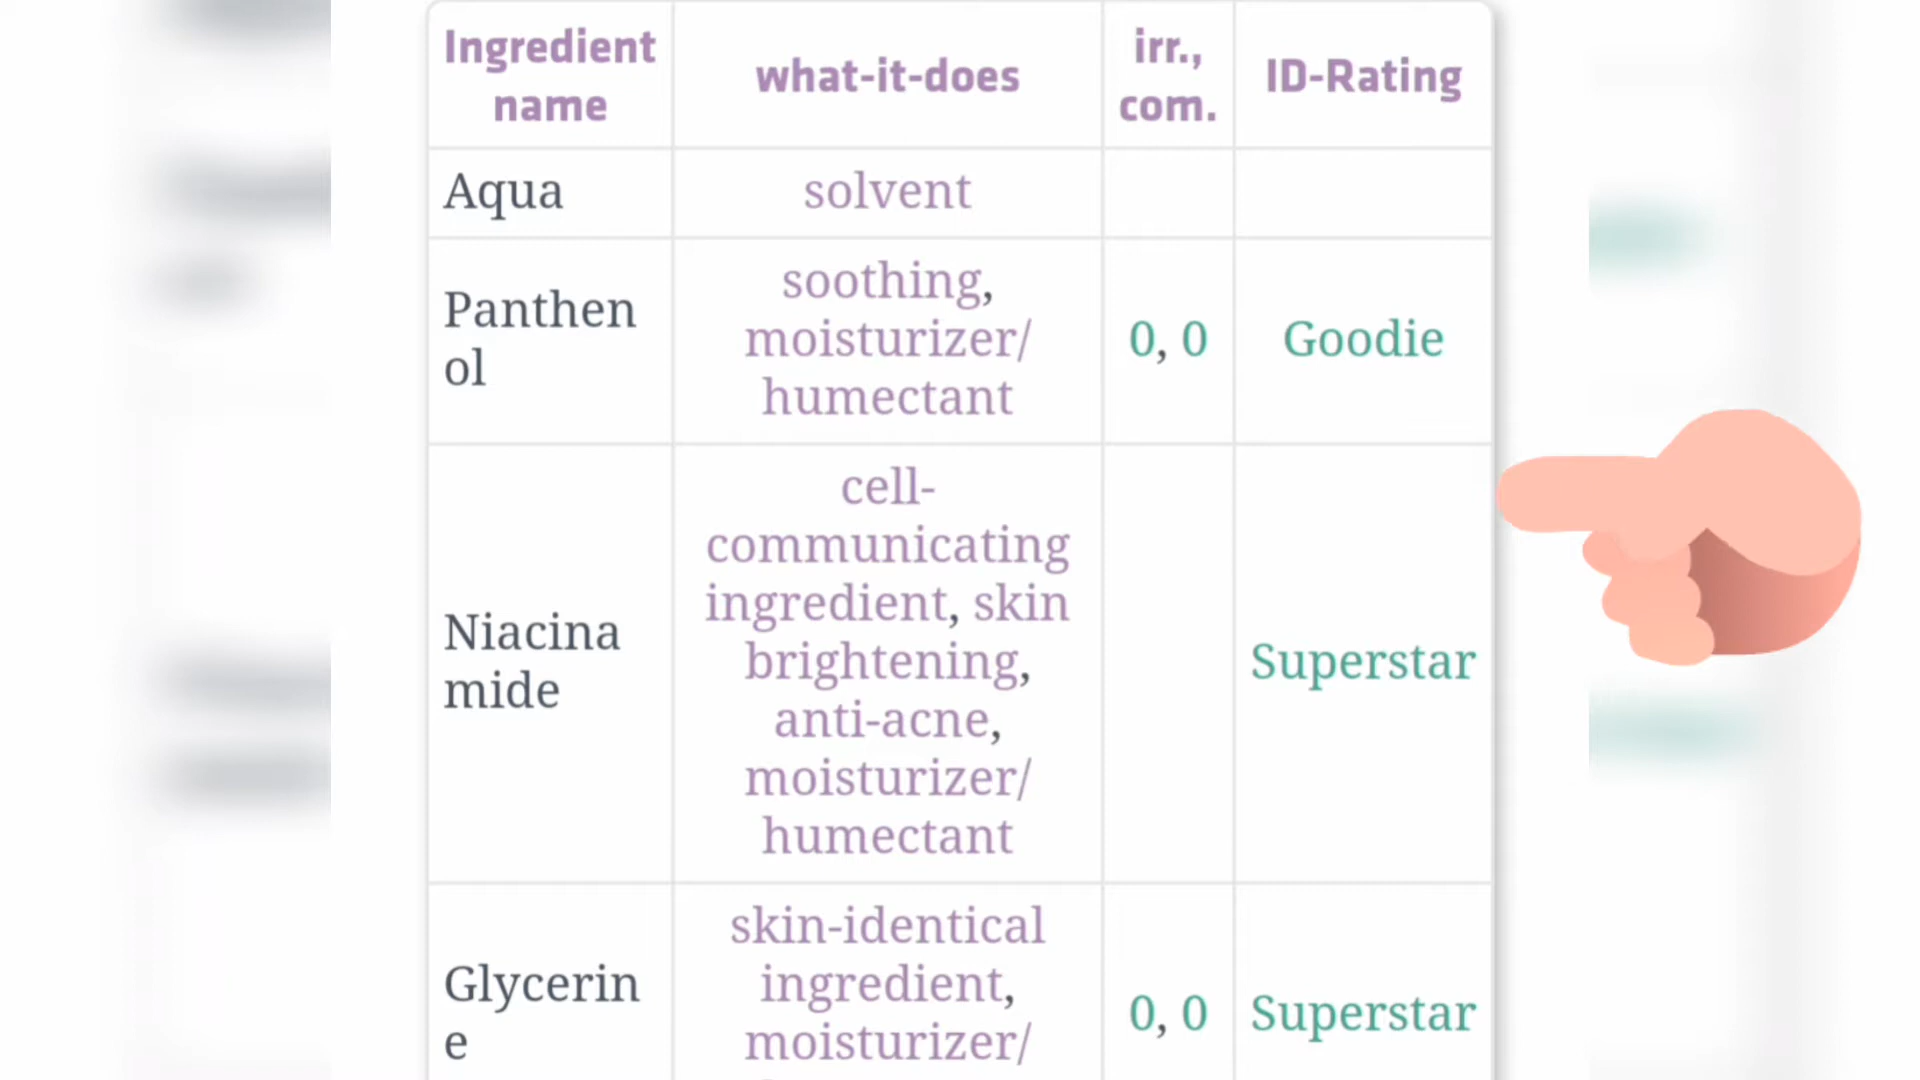 Ingredient name | what-it-does | irr., com. | ID-Rating
Aqua | solvent
Panthen
ol | soothing,
moisturizer/
humectant | 0, 0 | Goodie
Niacina
mide | cell-
communicating
ingredient, skin
brightening,
anti-acne,
moisturizer/
humectant | Superstar
Glycerin
e | skin-identical
ingredient,
moisturizer/ | 0, 0 | Superstar